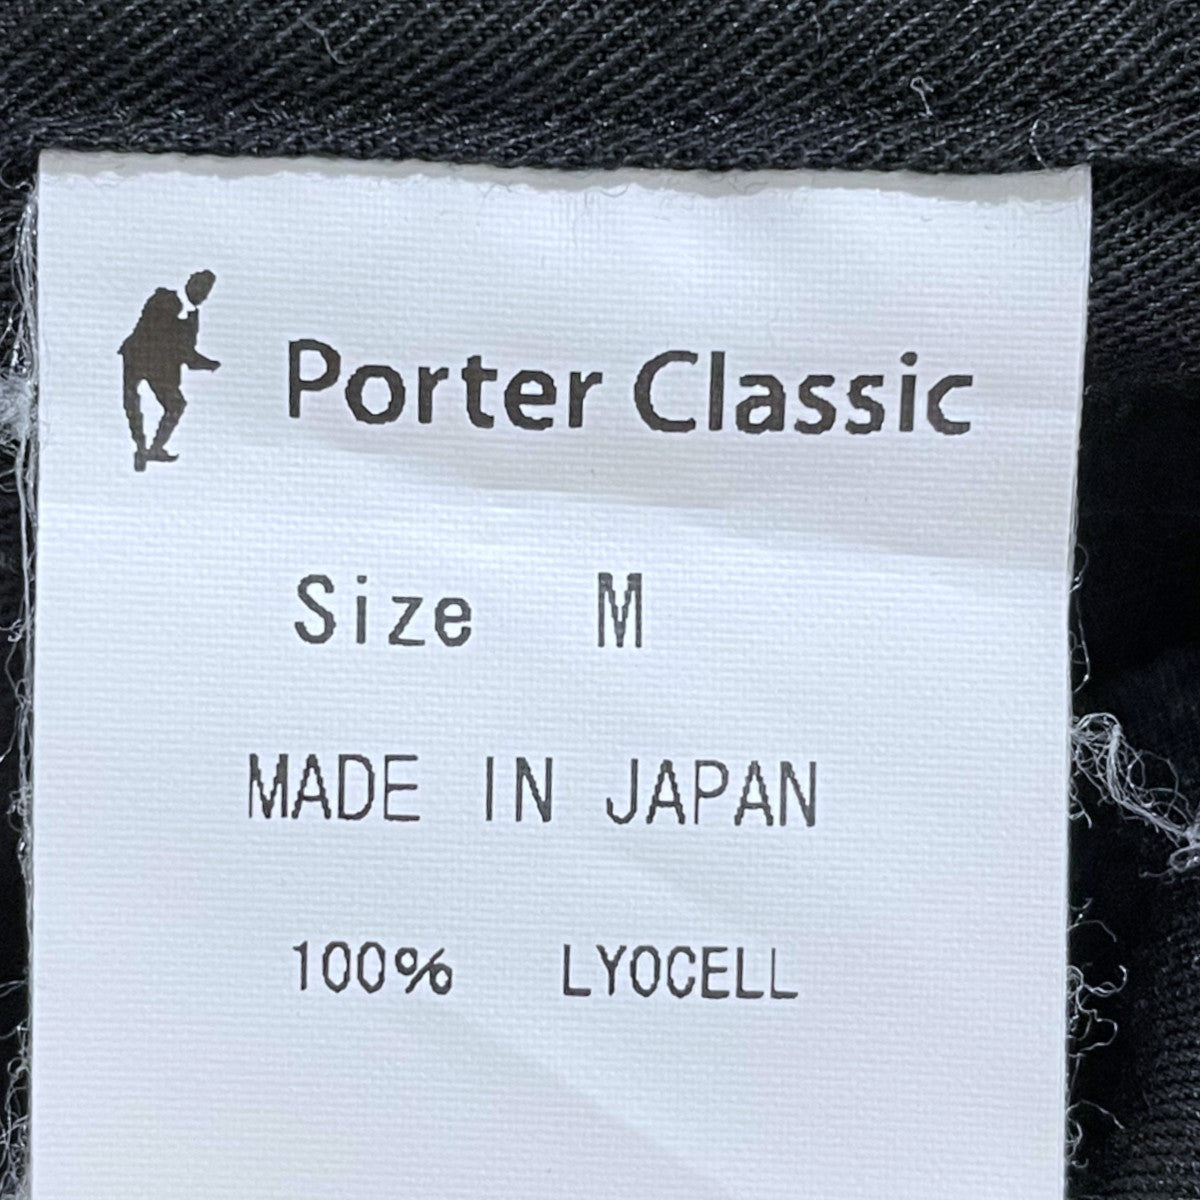 Porter Classic
Size M
MADE IN JAPAN
100% LYOCELL